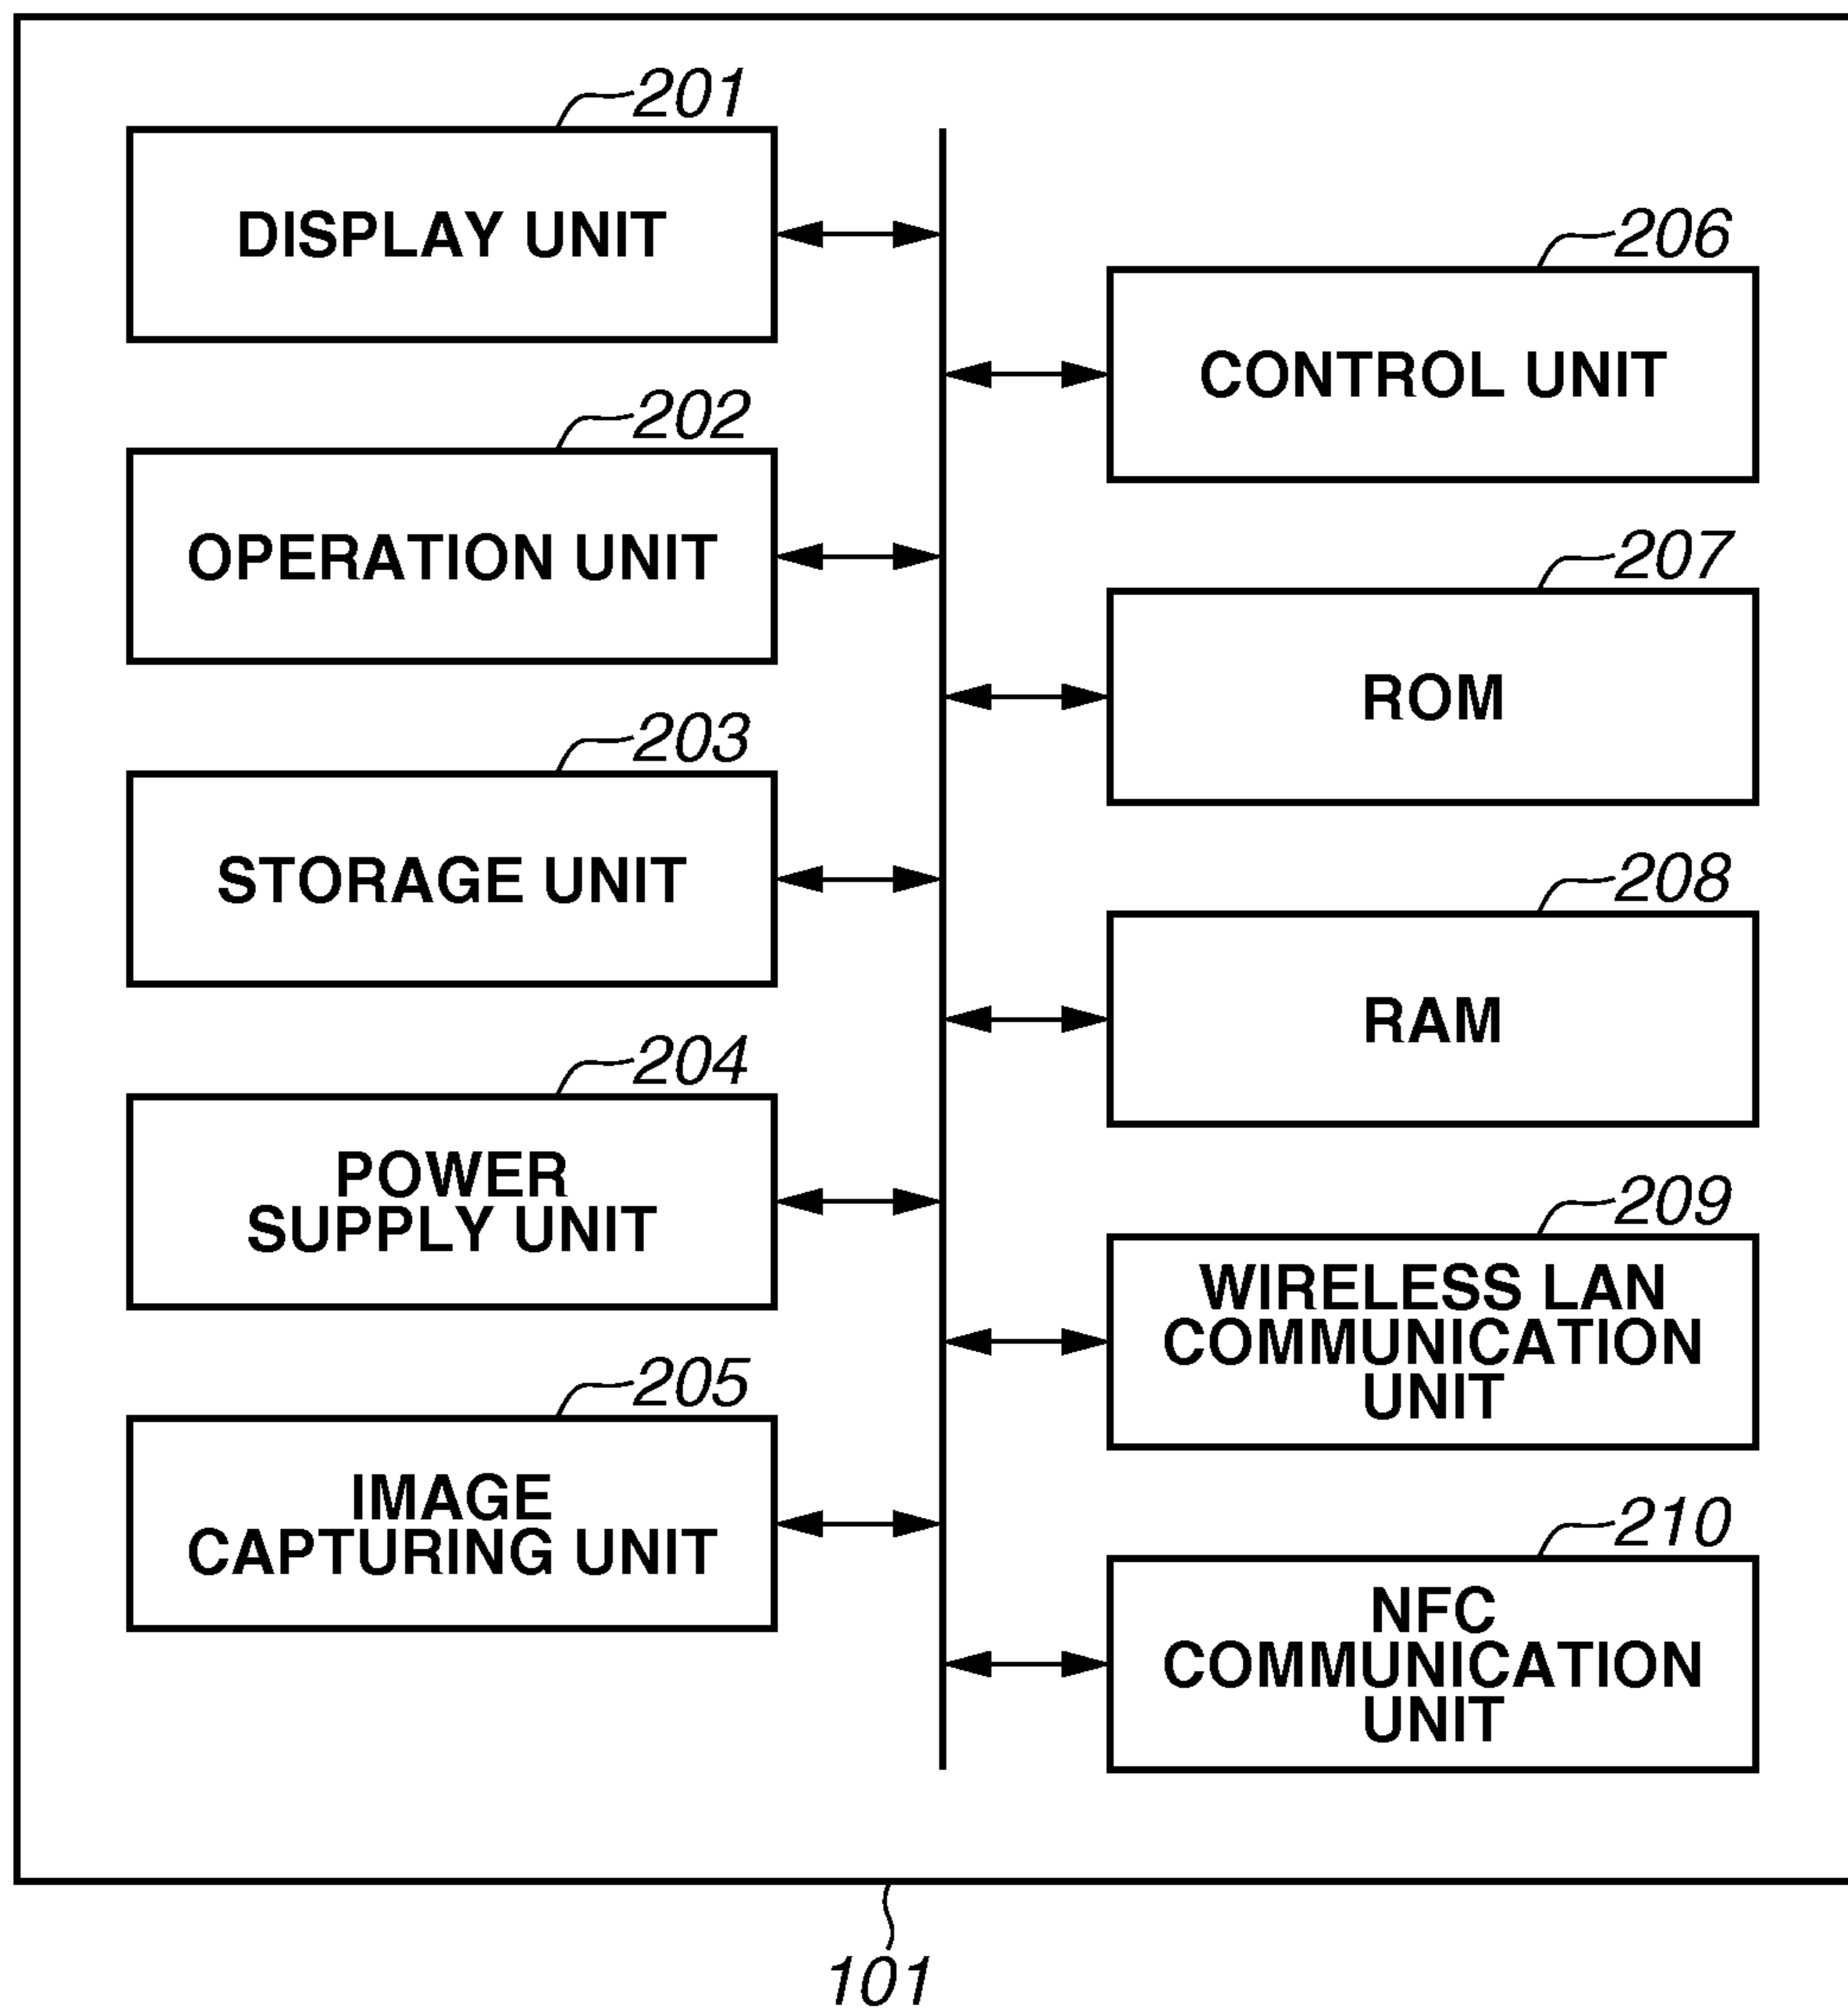 201
DISPLAY UNIT
202
OPERATION UNIT
203
STORAGE UNIT
204
POWER
SUPPLY UNIT
205
IMAGE
CAPTURING UNIT
206
CONTROL UNIT
207
ROM
208
RAM
209
WIRELESS LAN
COMMUNICATION
UNIT
210
NFC
COMMUNICATION
UNIT
101